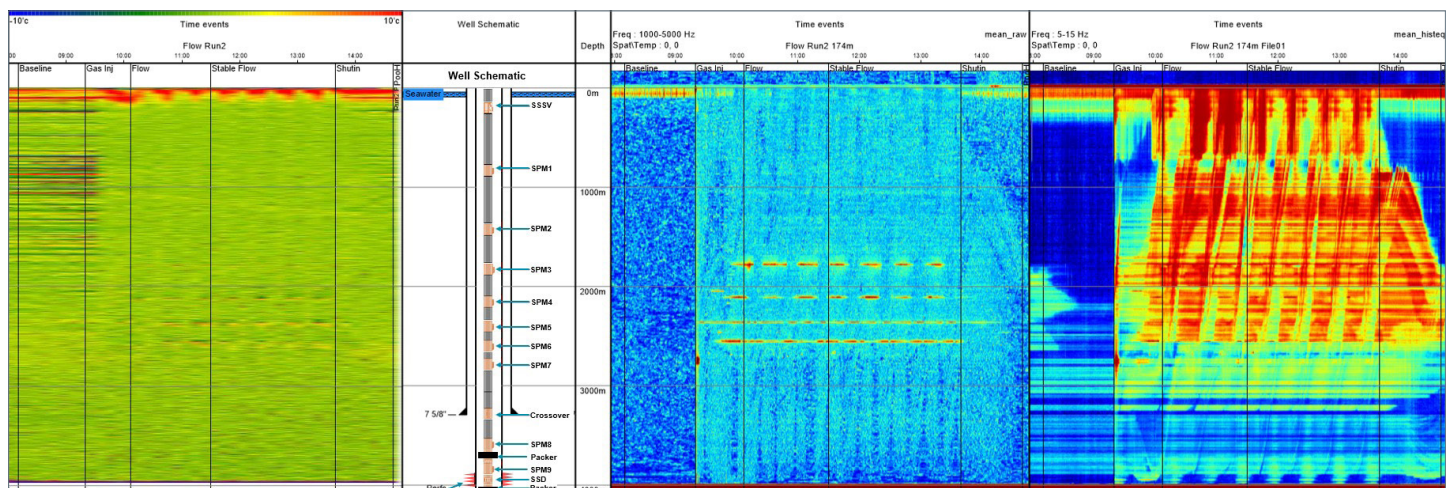 -10'c 10'c
Time events
Flow Run2
00 09:00 10:00 11:00 12:00 13:00 14:00
Baseline Gas Inj Flow Stable Flow Shutin
Well Schematic
Well Schematic
Depth
Seawater
SSSV
SPM1
SPM2
SPM3
SPM4
SPM5
SPM6
SPM7
7 5/8"
Crossover
SPM8
Packer
SPM9
SSD
0m
1000m
2000m
3000m
Time events
Freq : 1000-5000 Hz mean_raw
Spat\Temp : 0, 0 Flow Run2 174m
10:00 11:00 12:00 13:00 14:00
Baseline Gas Inj Flow Stable Flow Shutin
Time events
Freq : 5-15 Hz mean_histeq
Spat\Temp : 0, 0 Flow Run2 174m File01
09:00 10:00 11:00 12:00 13:00 14:00
Baseline Gas Inj Flow Stable Flow Shutin